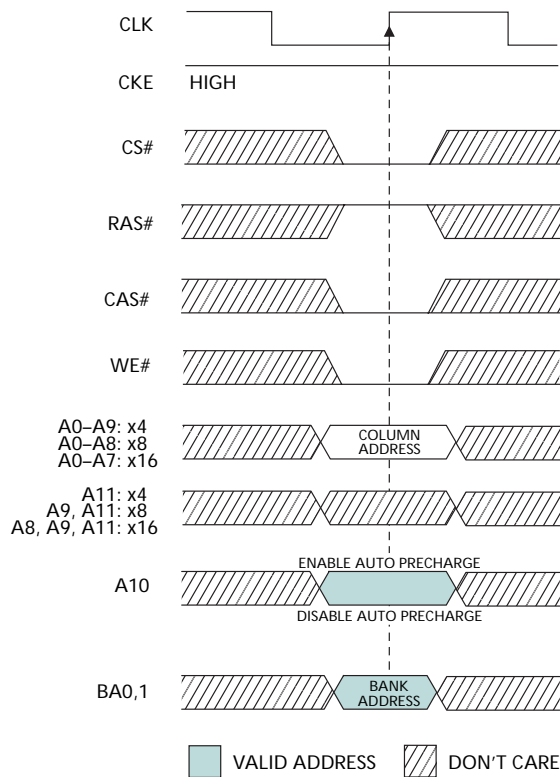 CLK
CKE HIGH
CS#
RAS#
CAS#
WE#
A0–A9: x4
A0–A8: x8
A0–A7: x16
COLUMN
ADDRESS
A11: x4
A9, A11: x8
A8, A9, A11: x16
ENABLE AUTO PRECHARGE
A10
DISABLE AUTO PRECHARGE
BA0,1
BANK
ADDRESS
VALID ADDRESS
DON'T CARE